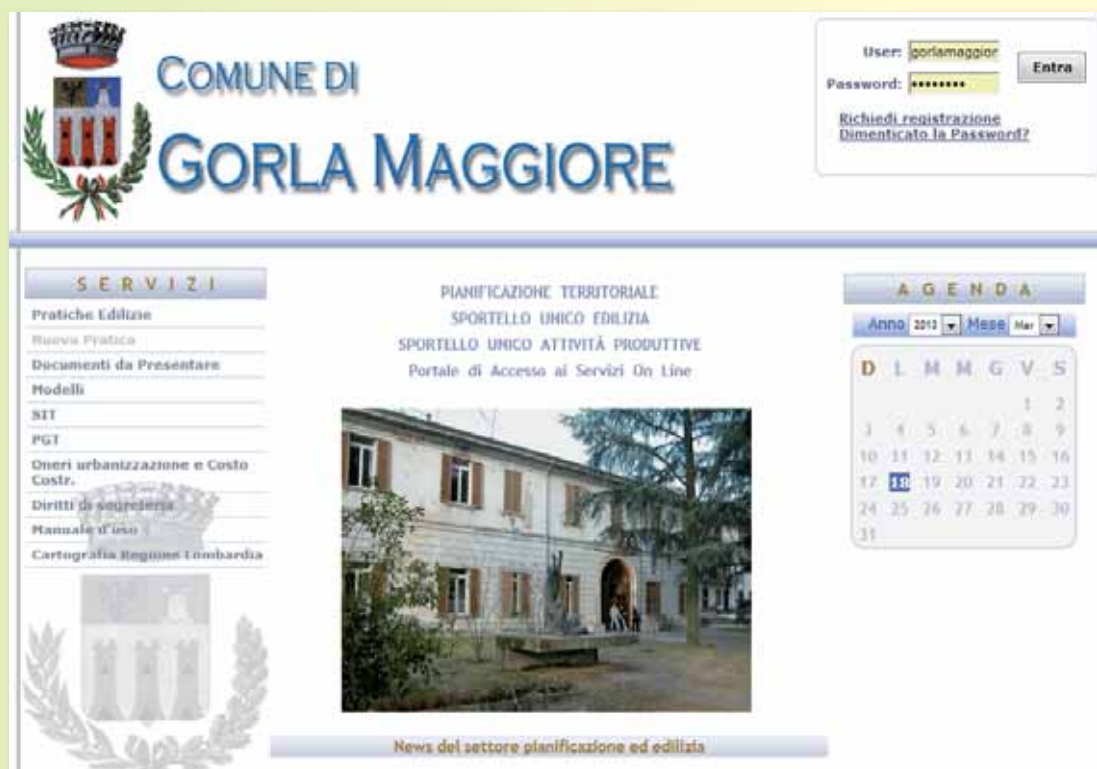 COMUNE DI
GORLA MAGGIORE
User: gorlamaggior
Password: ••••••••
Entra
Richiedi registrazione
Dimenticato la Password?
SERVIZI
Pratiche Edilizie
Nuova Pratica
Documenti da Presentare
Modelli
SIT
PGT
Oneri urbanizzazione e Costo
Costr.
Diritti di segreteria
Manuale d'uso
Cartografia Regione Lombardia
PIANIFICAZIONE TERRITORIALE
SPORTELLO UNICO EDILIZIA
SPORTELLO UNICO ATTIVITÀ PRODUTTIVE
Portale di Accesso ai Servizi On Line
News del settore pianificazione ed edilizia
AGENDA
Anno 2013 Mese Mar
D L M M G V S
1 2
3 4 5 6 7 8 9
10 11 12 13 14 15 16
17 18 19 20 21 22 23
24 25 26 27 28 29 30
31